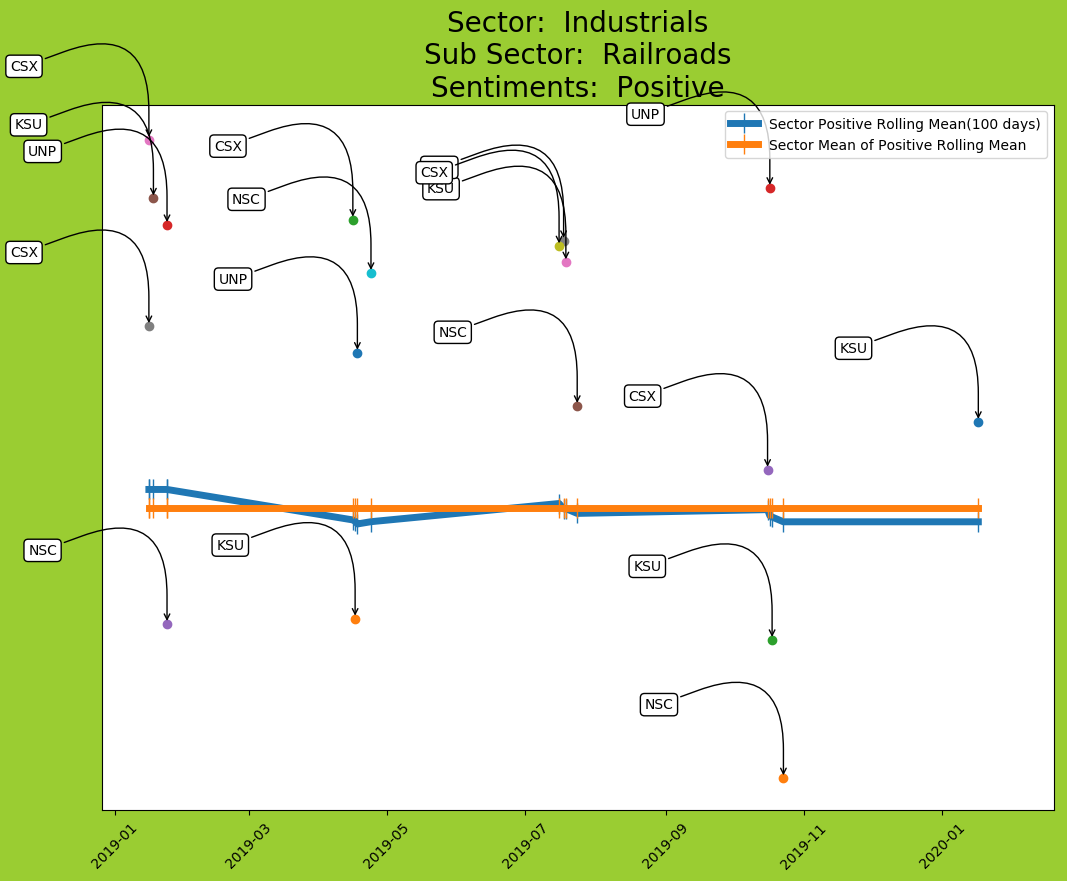 Sector:  Industrials
Sub Sector:  Railroads
Sentiments:  Positive
Sector Positive Rolling Mean(100 days)
Sector Mean of Positive Rolling Mean
CSX
KSU
UNP
CSX
NSC
CSX
NSC
UNP
KSU
CSX
KSU
NSC
UNP
CSX
KSU
NSC
KSU
2019-01
2019-03
2019-05
2019-07
2019-09
2019-11
2020-01